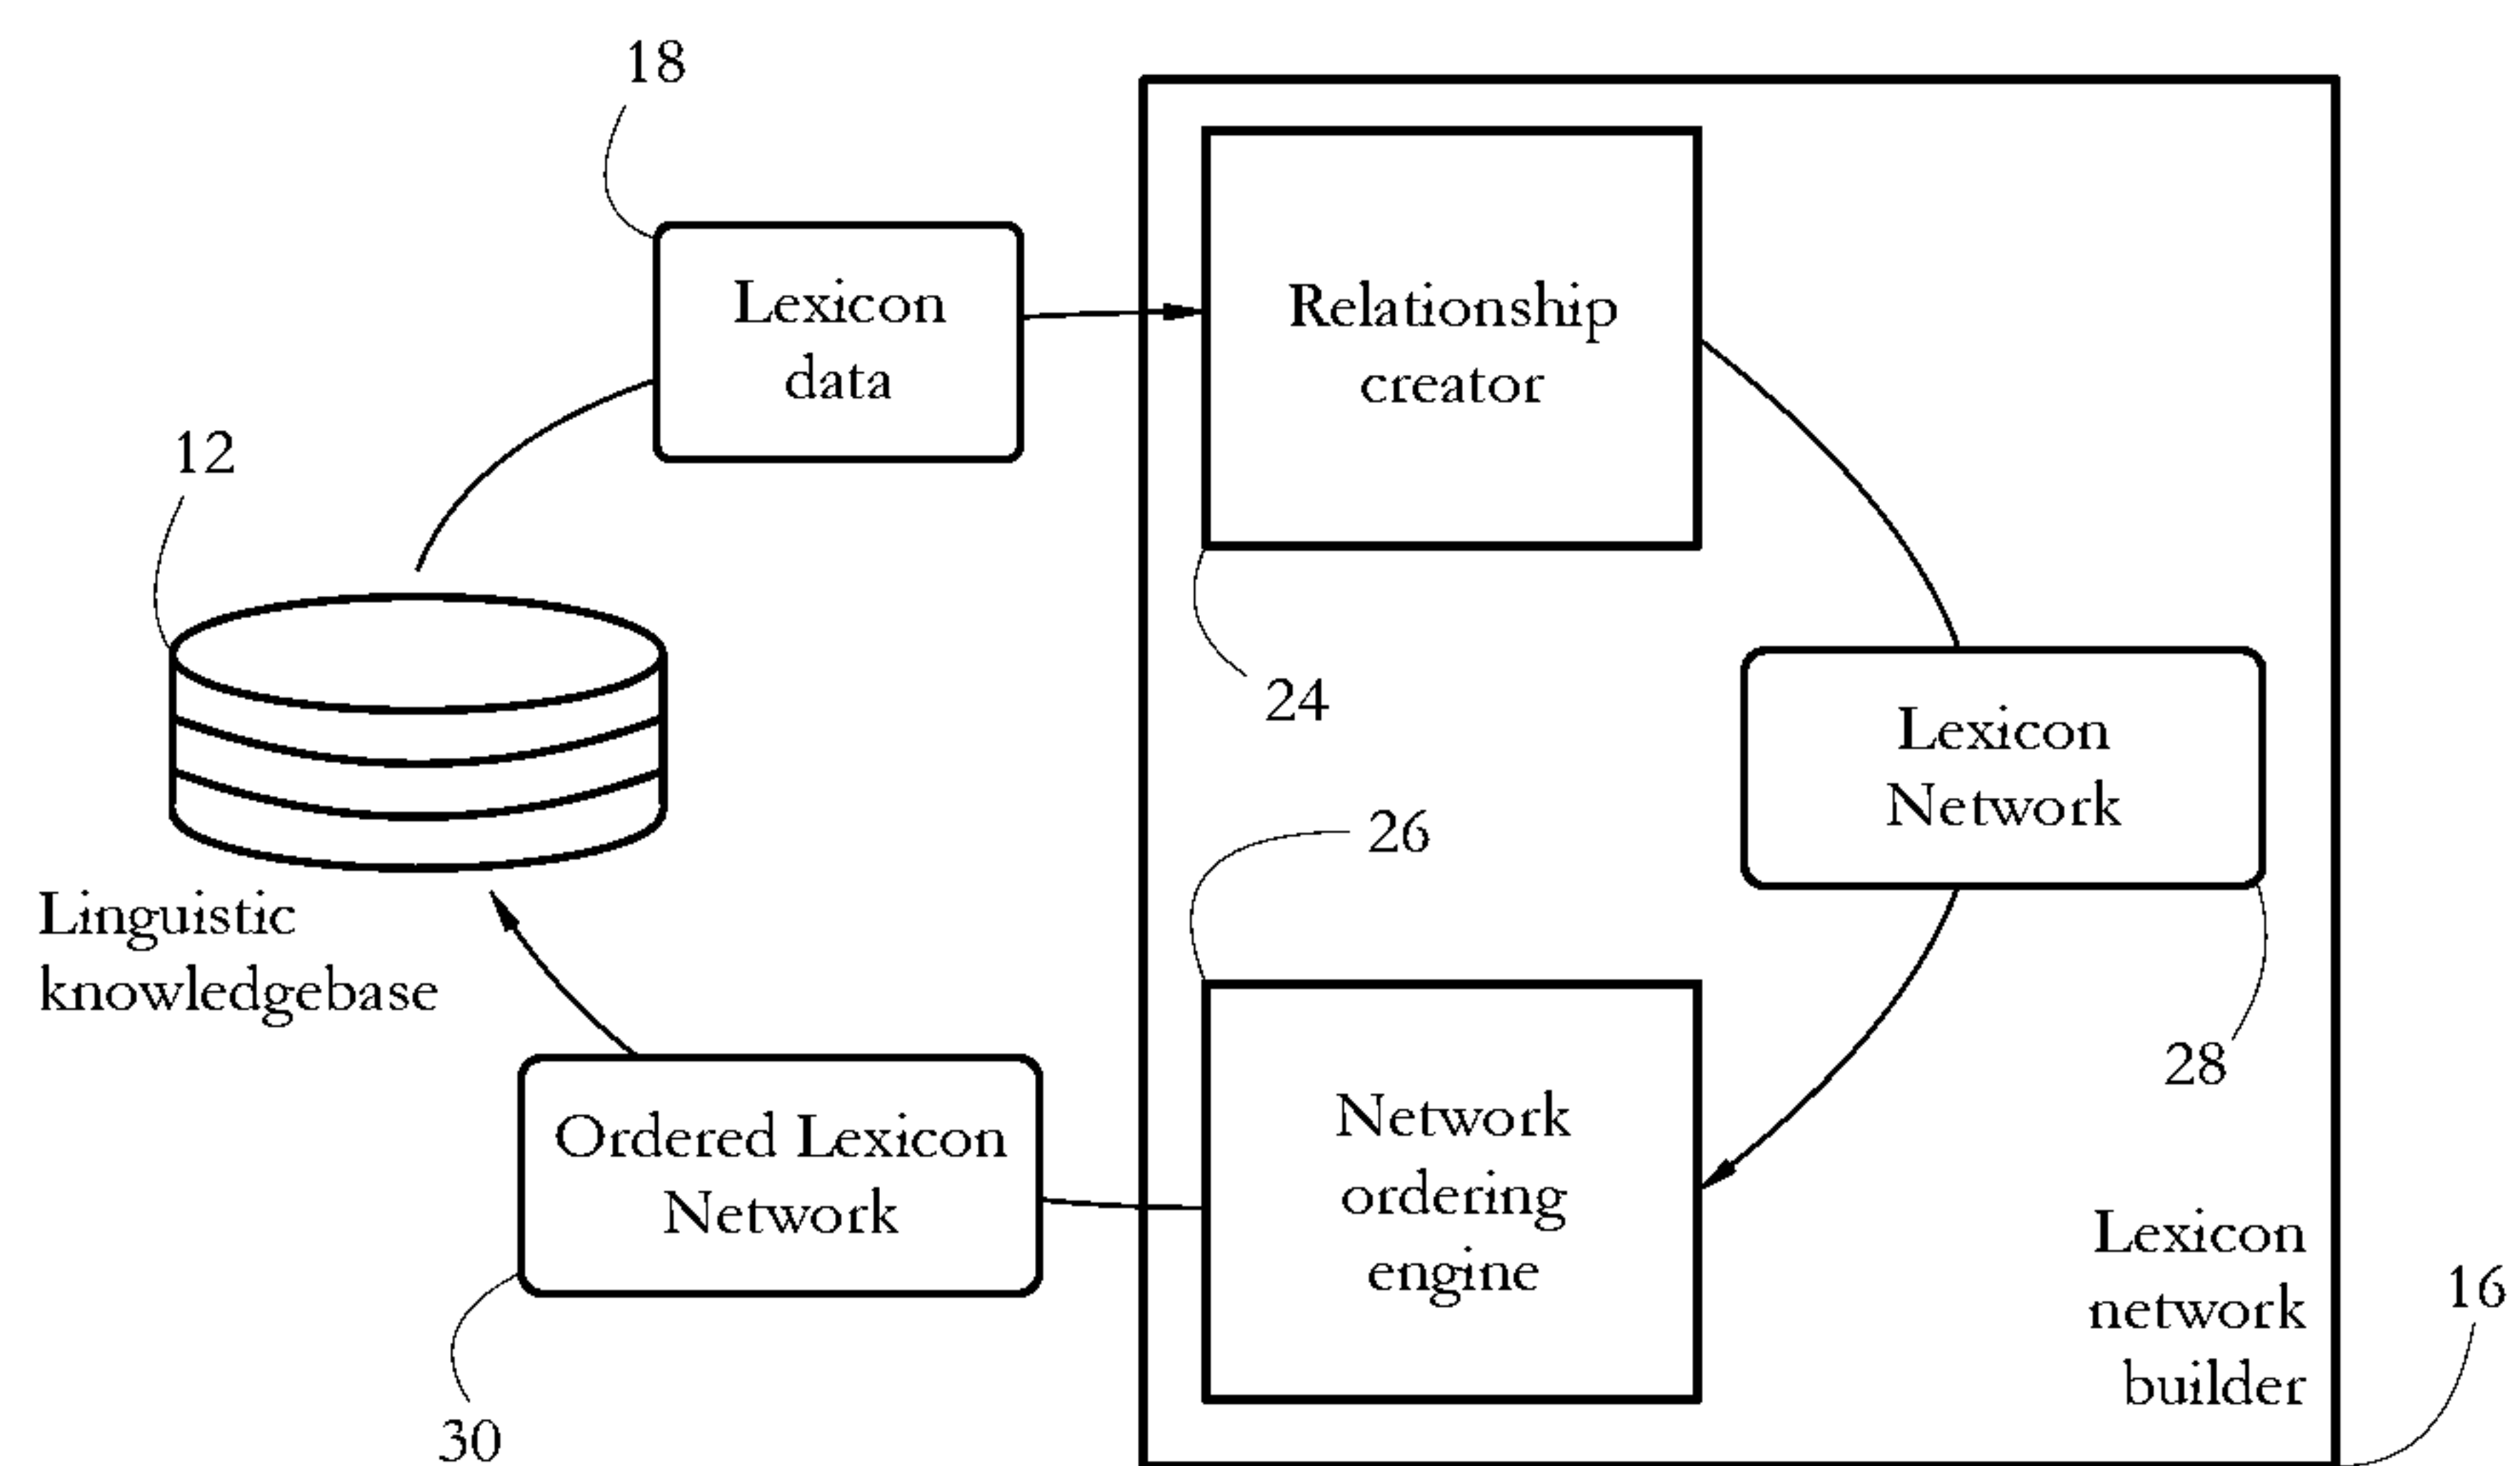 18
Lexicon
data
Relationship
creator
12
24
Lexicon
Network
26
Linguistic
knowledgebase
28
Network
ordering
engine
Ordered Lexicon
Network
Lexicon
network
builder
16
30